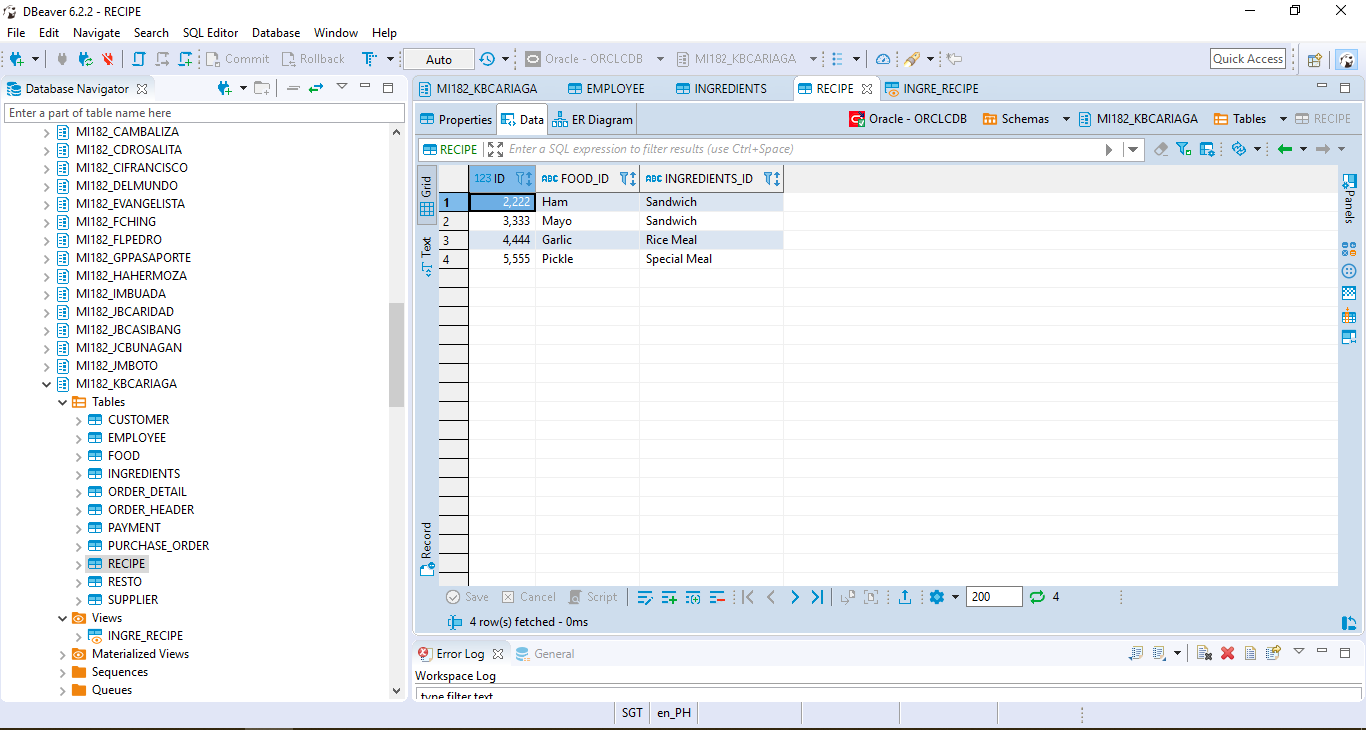 DBeaver 6.2.2 - RECIPE
File Edit Navigate Search SQL Editor Database Window Help
Commit Rollback Auto Oracle - ORCLCDB MI182_KBCARIAGA Quick Access
Database Navigator
Enter a part of table name here
MI182_CAMBALIZA
MI182_CDROSALITA
MI182_CIFRANCISCO
MI182_DELMUNDO
MI182_EVANGELISTA
MI182_FCHING
MI182_FLPEDRO
MI182_GPPASAPORTE
MI182_HAHERMOZA
MI182_IMBUADA
MI182_JBCARIDAD
MI182_JBCASIBANG
MI182_JCBUNAGAN
MI182_JMBOTO
MI182_KBCARIAGA
Tables
CUSTOMER
EMPLOYEE
FOOD
INGREDIENTS
ORDER_DETAIL
ORDER_HEADER
PAYMENT
PURCHASE_ORDER
RECIPE
RESTO
SUPPLIER
Views
INGRE_RECIPE
Materialized Views
Sequences
Queues
MI182_KBCARIAGA EMPLOYEE INGREDIENTS RECIPE INGRE_RECIPE
Properties Data ER Diagram Oracle - ORCLCDB Schemas MI182_KBCARIAGA Tables RECIPE
RECIPE Enter a SQL expression to filter results (use Ctrl+Space)
Grid
Text
Record
123 ID ABC FOOD_ID ABC INGREDIENTS_ID
1 2,222 Ham Sandwich
2 3,333 Mayo Sandwich
3 4,444 Garlic Rice Meal
4 5,555 Pickle Special Meal
Panels
Save Cancel Script 200 4
4 row(s) fetched - 0ms
Error Log General
Workspace Log
type filter text
SGT en_PH